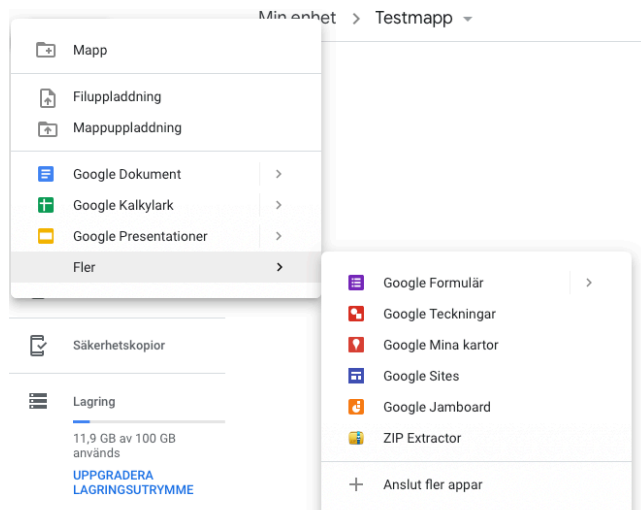 Min enhet > Testmapp
Mapp
Filuppladdning
Mappuppladdning
Google Dokument
Google Kalkylark
Google Presentationer
Fler
Google Formulär
Google Teckningar
Google Mina kartor
Google Sites
Google Jamboard
ZIP Extractor
Anslut fler appar
Säkerhetskopior
Lagring
11,9 GB av 100 GB
används
UPPGRADERA
LAGRINGSUTRYMME